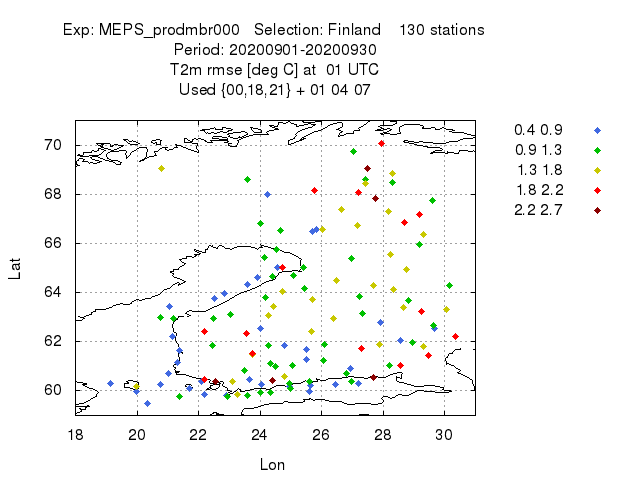 Exp: MEPS_prodmbr000   Selection: Finland    130 stations
Period: 20200901-20200930
T2m rmse [deg C] at  01 UTC
Used {00,18,21} + 01 04 07
0.4 0.9
0.9 1.3
1.3 1.8
1.8 2.2
2.2 2.7
Lat
70
68
66
64
62
60
18 20 22 24 26 28 30
Lon